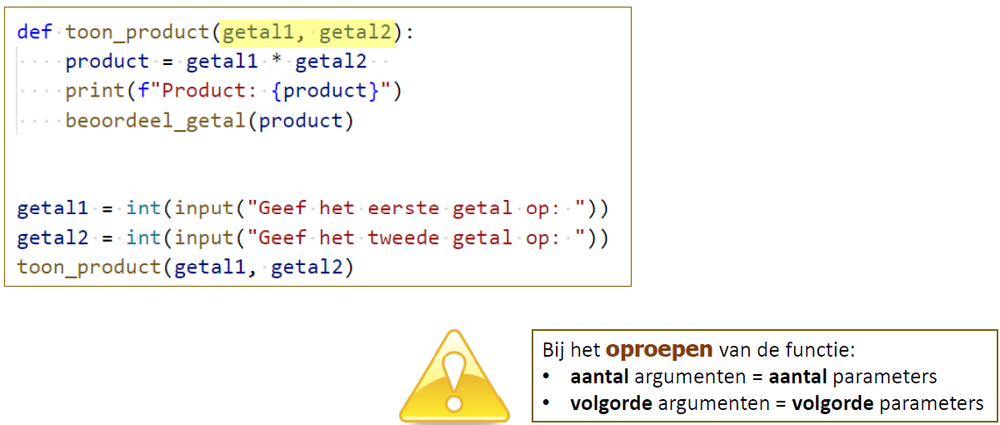 def toon_product(getal1, getal2):
    product = getal1 * getal2
    print(f"Product: {product}")
    beoordeel_getal(product)
getal1 = int(input("Geef het eerste getal op: "))
getal2 = int(input("Geef het tweede getal op: "))
toon_product(getal1, getal2)
Bij het oproepen van de functie:
• aantal argumenten = aantal parameters
• volgorde argumenten = volgorde parameters